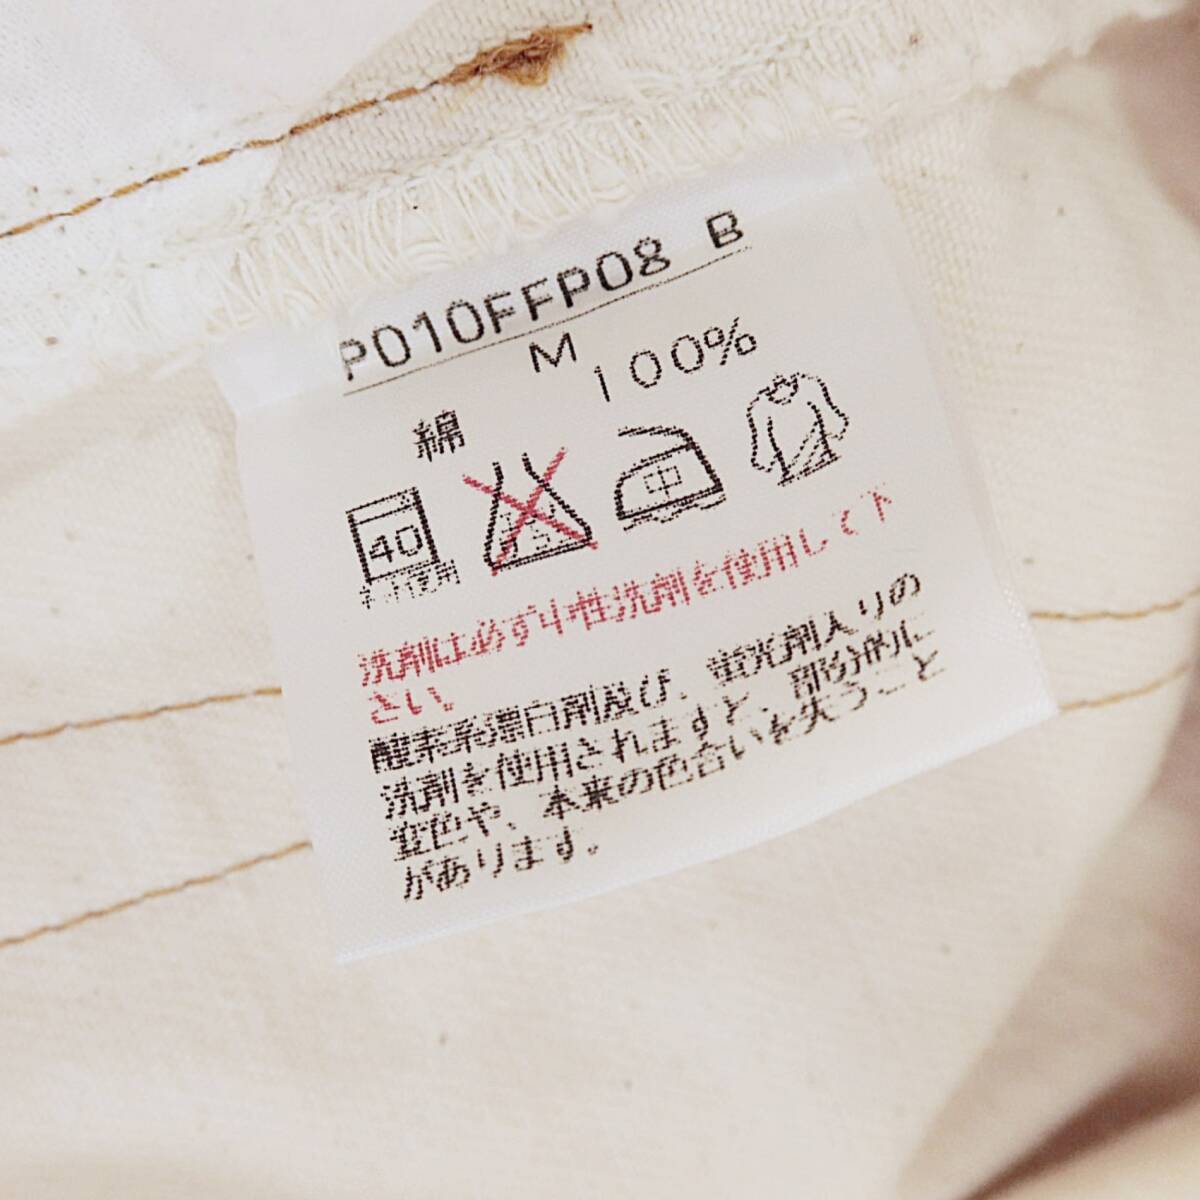 P010FFP08 B
M
綿 100%
40
中
洗剤は必ず中性洗剤を使用して下
さい。
酸素系漂白剤及び、蛍光剤入りの
洗剤を使用されますと、部分的に
変色や、本来の色合いを失うこと
があります。